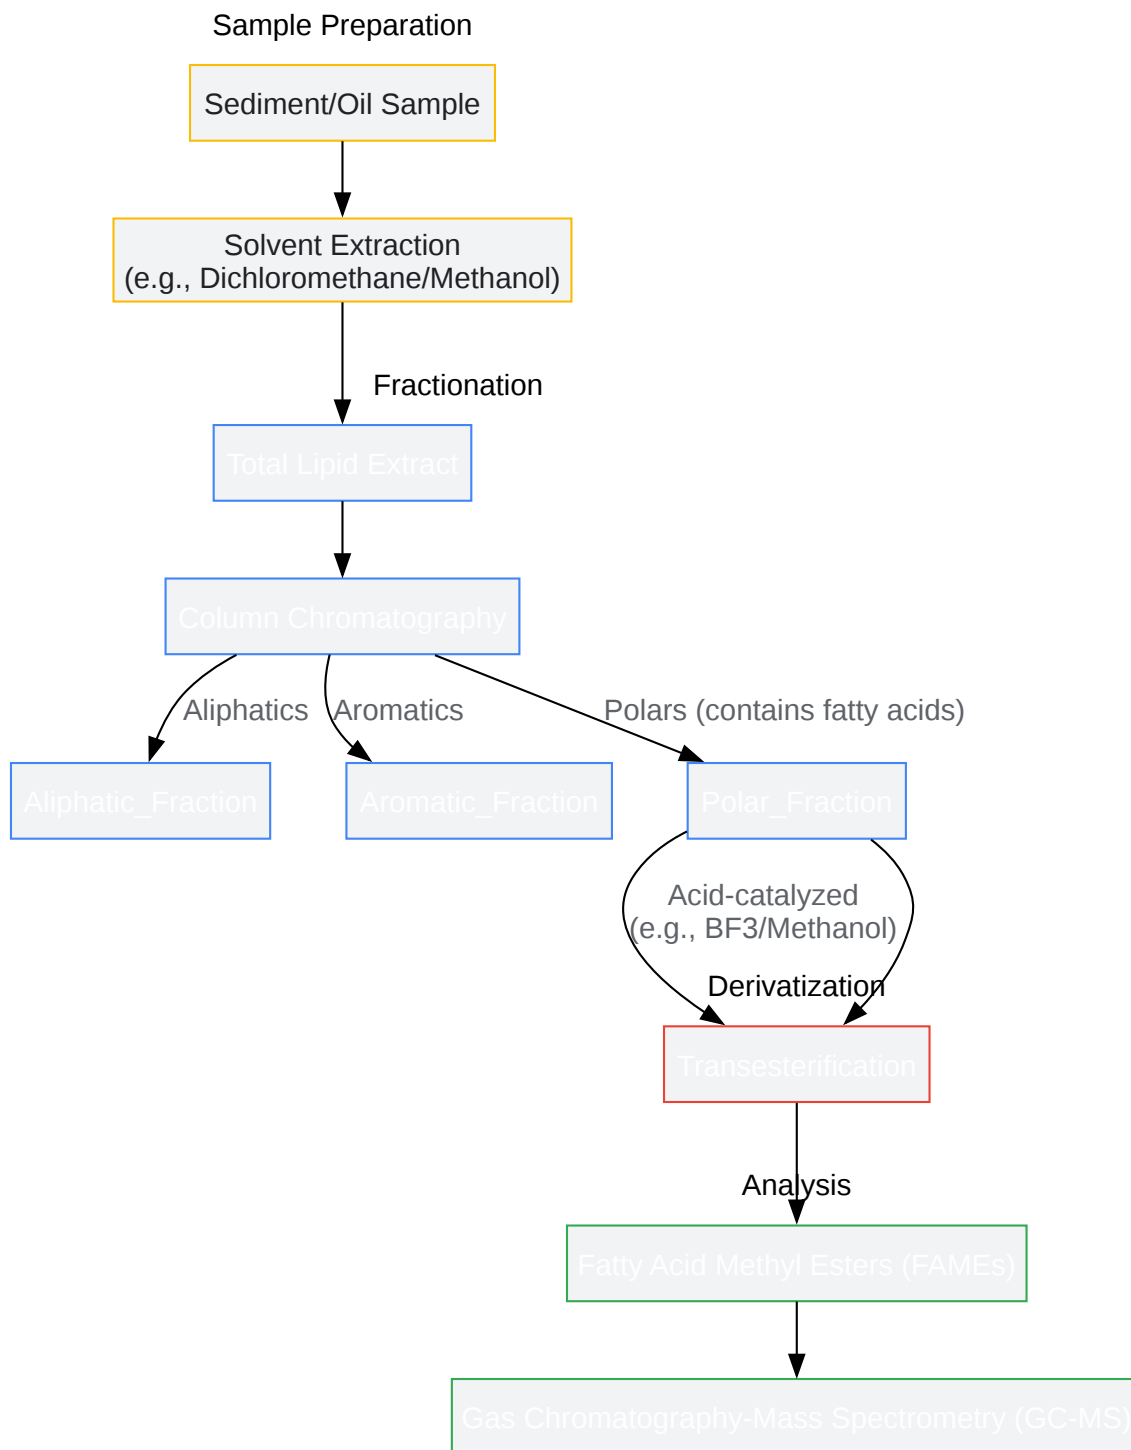 Sample Preparation
Sediment/Oil Sample
Solvent Extraction
(e.g., Dichloromethane/Methanol)
Fractionation
Total Lipid Extract
Column Chromatography
Aliphatics
Aromatics
Polars (contains fatty acids)
Aliphatic_Fraction
Aromatic_Fraction
Polar_Fraction
Acid-catalyzed
(e.g., BF3/Methanol)
Derivatization
Transesterification
Analysis
Fatty Acid Methyl Esters (FAMEs)
Gas Chromatography-Mass Spectrometry (GC-MS)